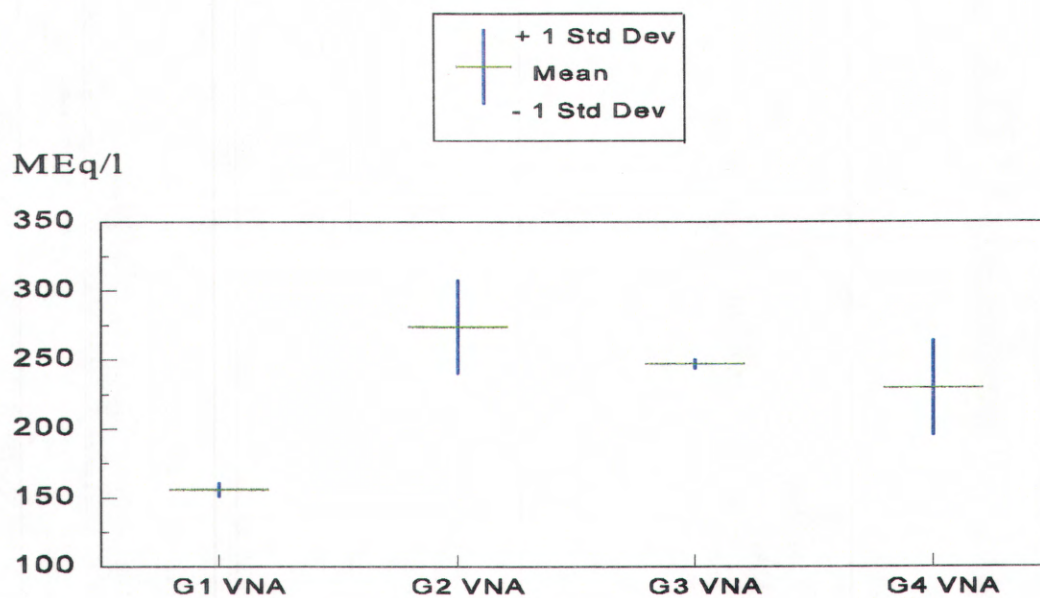 + 1 Std Dev
Mean
- 1 Std Dev
MEq/l
350
300
250
200
150
100
G1 VNA
G2 VNA
G3 VNA
G4 VNA